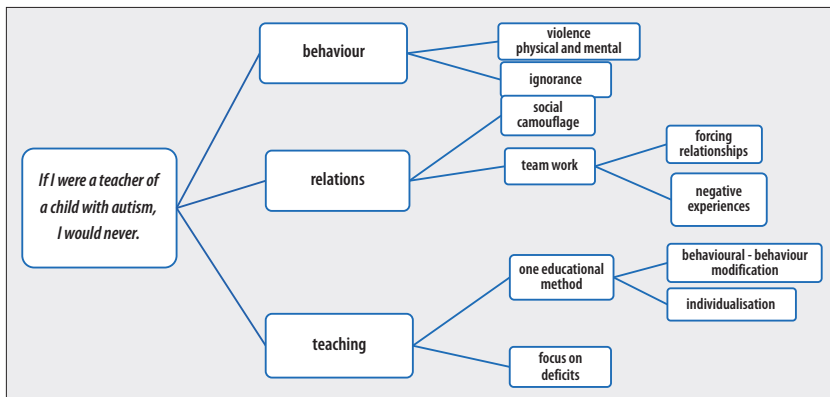 If I were a teacher of
a child with autism,
I would never.
behaviour
violence
physical and mental
ignorance
relations
social
camouflage
team work
forcing
relationships
negative
experiences
teaching
one educational
method
behavioural - behaviour
modification
individualisation
focus on
deficits